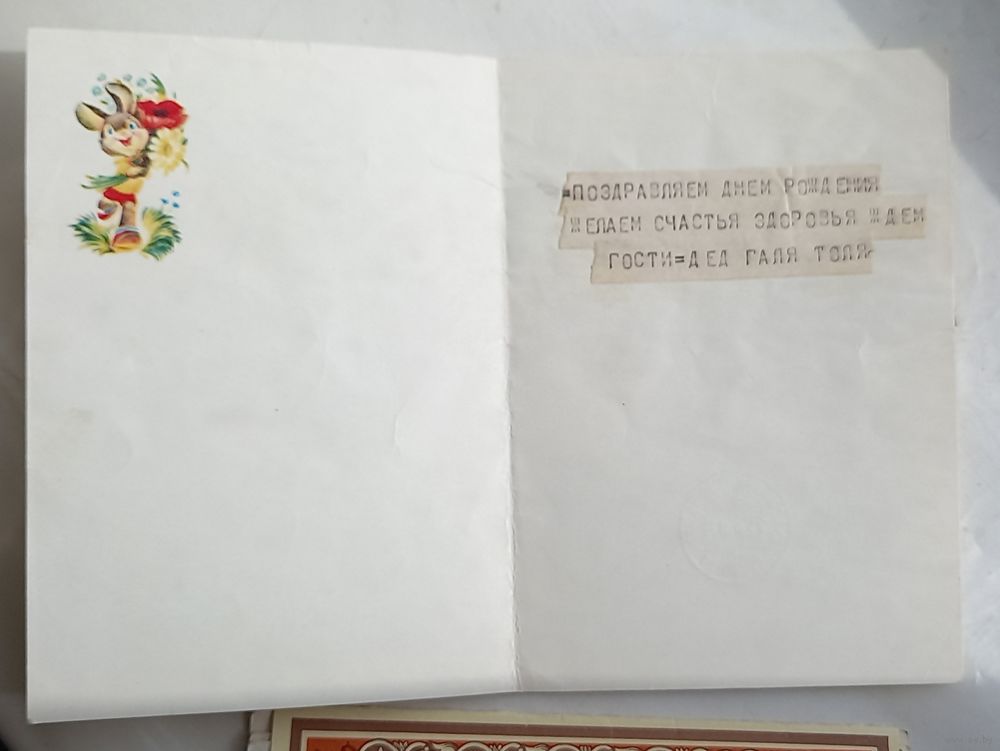 =ПОЗДРАВЛЯЕМ ДНЕМ РОЖДЕНИЯ
ЖЕЛАЕМ СЧАСТЬЯ ЗДОРОВЬЯ ЖДЕМ
ГОСТИ=ДЕД ГАЛЯ ТОЛЯ